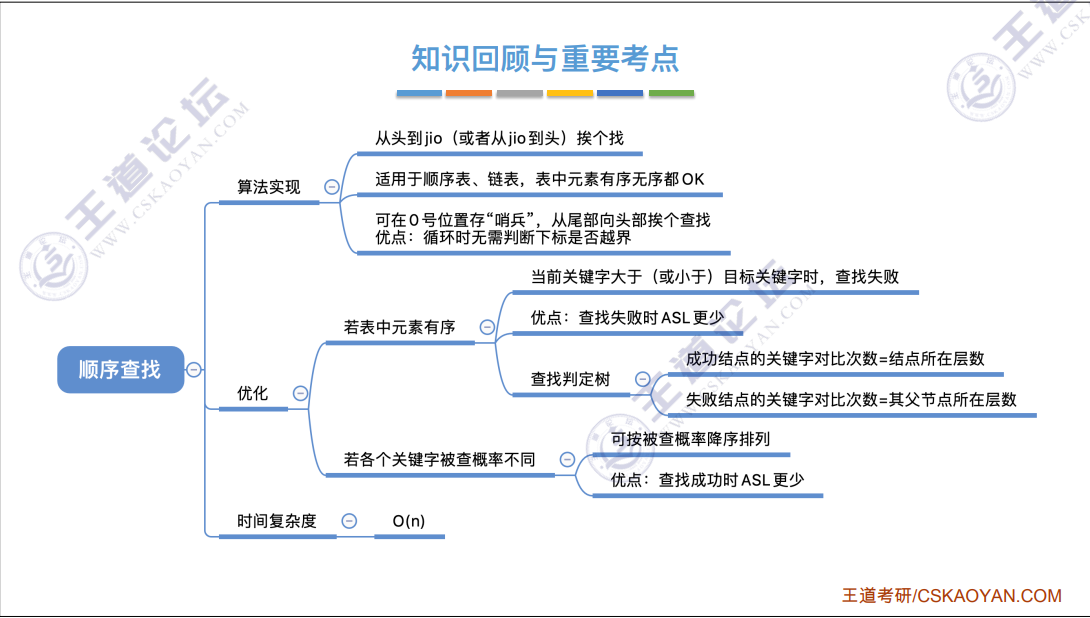 知识回顾与重要考点
王道论坛
WWW.CSKAOYAN.COM
从头到jio（或者从jio到头）挨个找
算法实现
适用于顺序表、链表，表中元素有序无序都OK
可在0号位置存“哨兵”，从尾部向头部挨个查找
优点：循环时无需判断下标是否越界
当前关键字大于（或小于）目标关键字时，查找失败
若表中元素有序
优点：查找失败时ASL更少
查找判定树
成功结点的关键字对比次数=结点所在层数
失败结点的关键字对比次数=其父节点所在层数
顺序查找
优化
王道论坛
WWW.CSKAOYAN.COM
若各个关键字被查概率不同
可按被查概率降序排列
优点：查找成功时ASL更少
时间复杂度
O(n)
王道考研/CSKAOYAN.COM